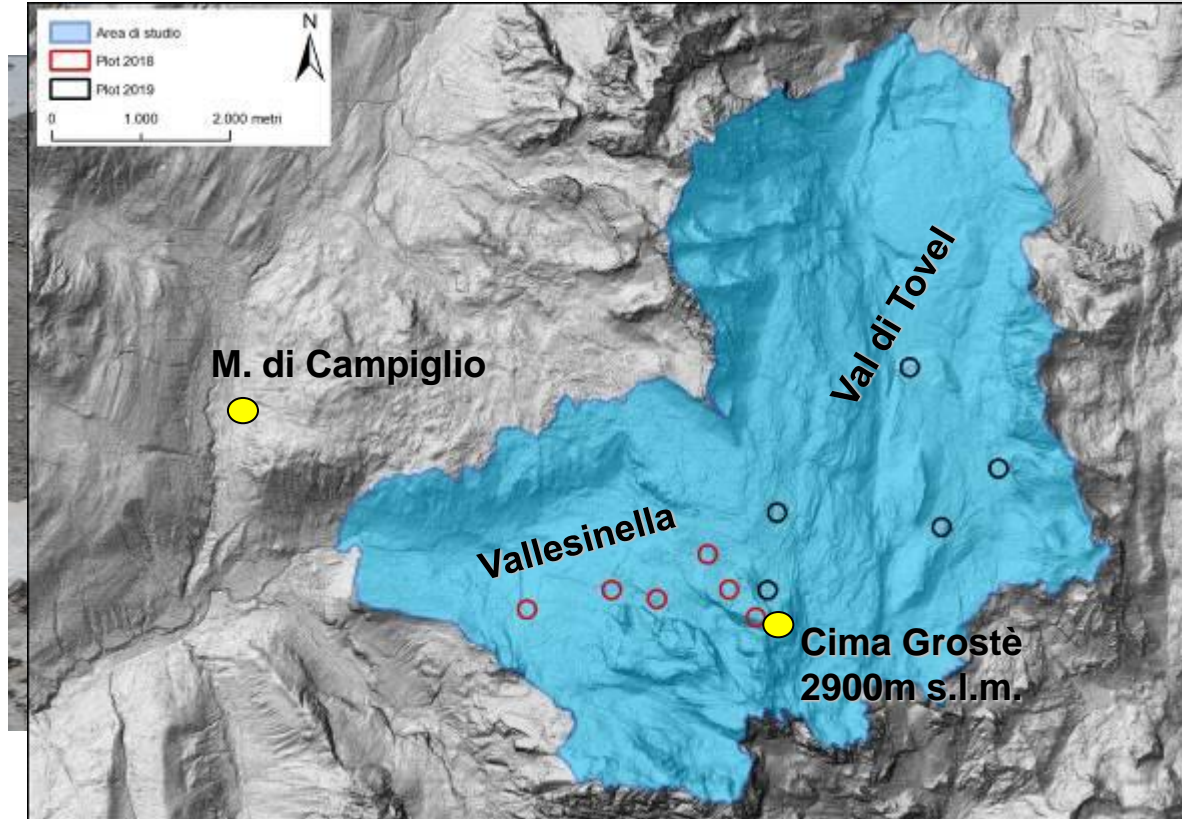 Area di studio
Plot 2018
Plot 2019
0 1.000 2.000 metri
N
Val di Tovel
M. di Campiglio
Vallesinella
Cima Grostè
2900m s.l.m.